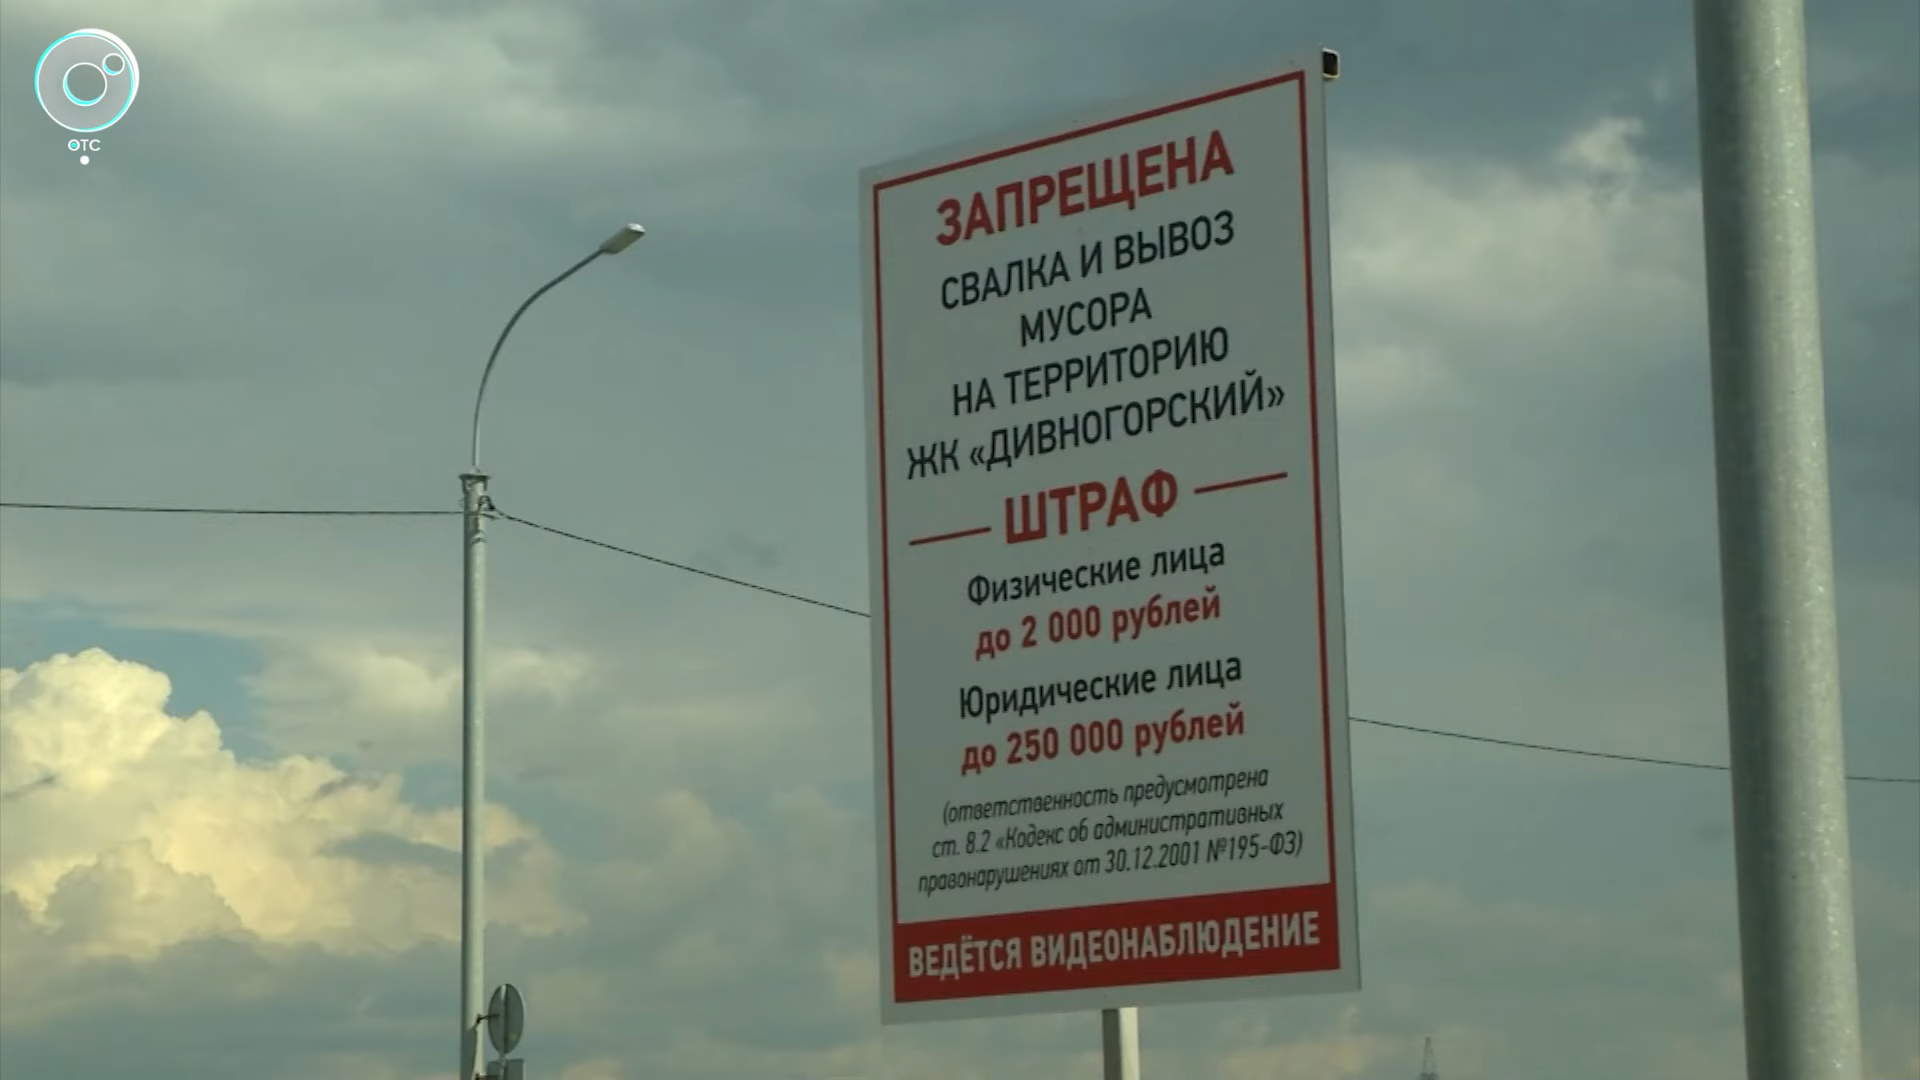 ОТС
ЗАПРЕЩЕНА
СВАЛКА И ВЫВОЗ
МУСОРА
НА ТЕРРИТОРИЮ
ЖК «ДИВНОГОРСКИЙ»
ШТРАФ
Физические лица
до 2 000 рублей
Юридические лица
до 250 000 рублей
(ответственность предусмотрена
ст. 8.2 «Кодекс об административных
правонарушениях от 30.12.2001 №195-ФЗ)
ВЕДЁТСЯ ВИДЕОНАБЛЮДЕНИЕ